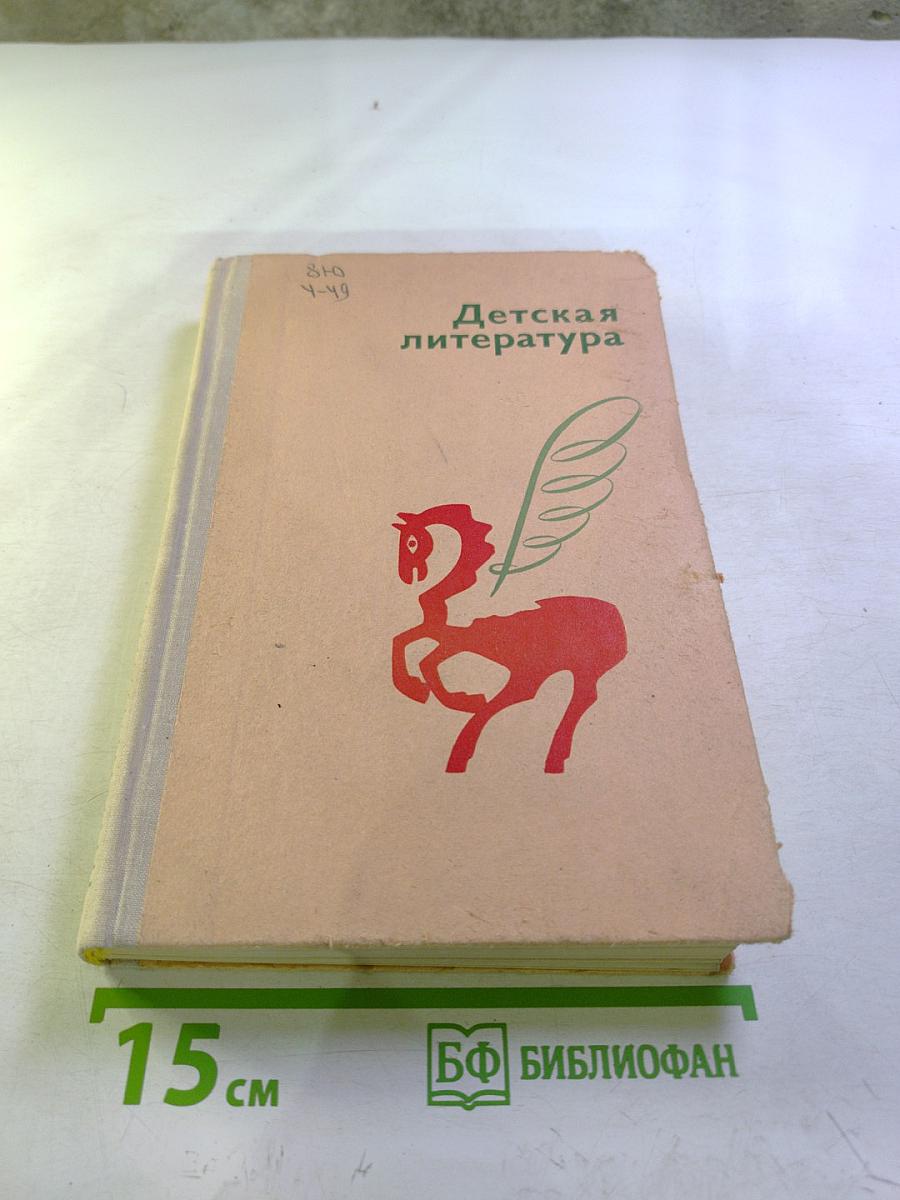 8Ю
Ч-49
Детская
литература
15 см
БФ БИБЛИОФАН